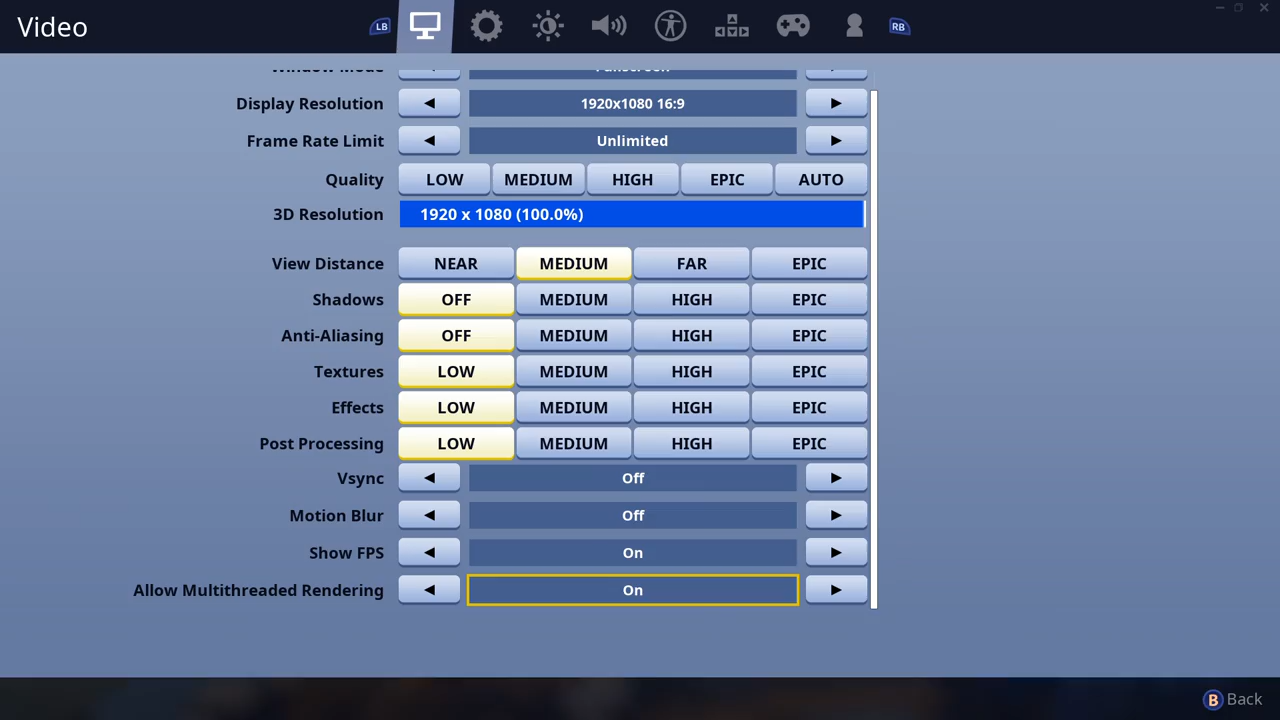 Video
LB
RB
Window Mode Fullscreen
Display Resolution 1920x1080 16:9
Frame Rate Limit Unlimited
Quality LOW MEDIUM HIGH EPIC AUTO
3D Resolution 1920 x 1080 (100.0%)
View Distance NEAR MEDIUM FAR EPIC
Shadows OFF MEDIUM HIGH EPIC
Anti-Aliasing OFF MEDIUM HIGH EPIC
Textures LOW MEDIUM HIGH EPIC
Effects LOW MEDIUM HIGH EPIC
Post Processing LOW MEDIUM HIGH EPIC
Vsync Off
Motion Blur Off
Show FPS On
Allow Multithreaded Rendering On
B Back